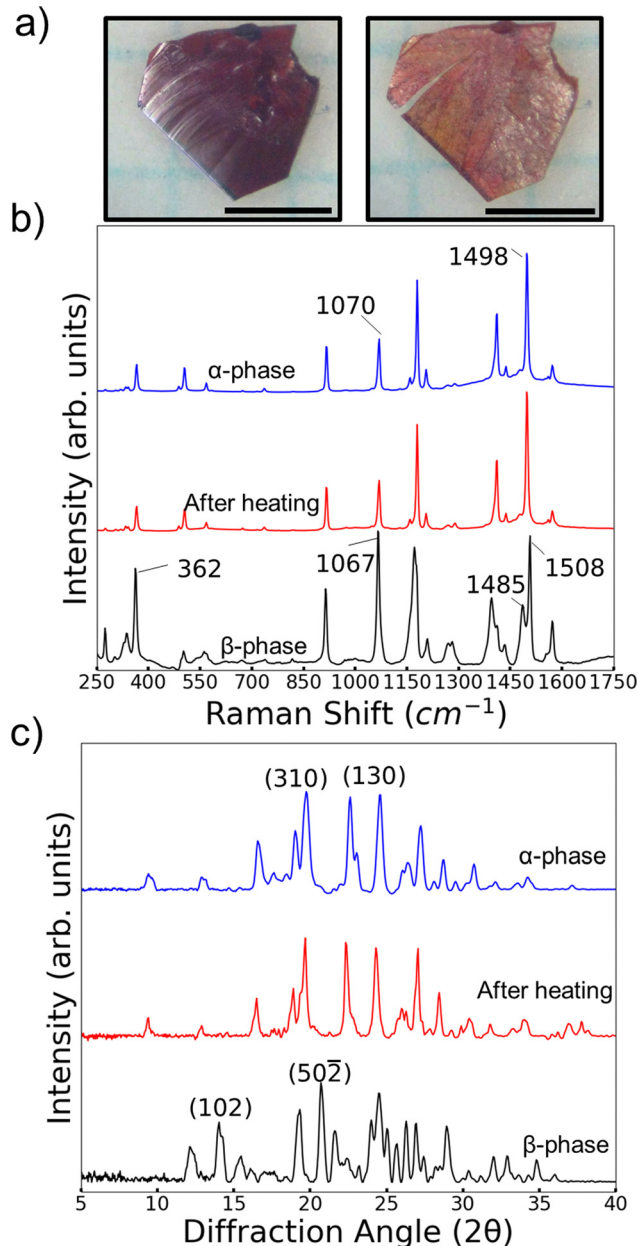 a)
b)
1498
1070
α-phase
After heating
362
1067
1485
1508
β-phase
Intensity (arb. units)
250 400 550 700 850 1000 1150 1300 1450 1600 1750
Raman Shift (cm⁻¹)
c)
(310) (130)
α-phase
After heating
(502̅)
(102)
β-phase
Intensity (arb. units)
5 10 15 20 25 30 35 40
Diffraction Angle (2θ)